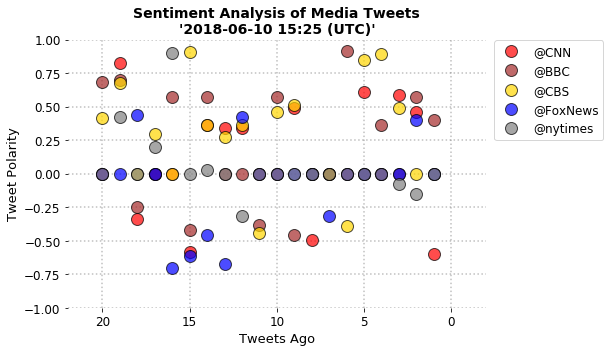 Sentiment Analysis of Media Tweets
'2018-06-10 15:25 (UTC)'
1.00
0.75
0.50
0.25
0.00
−0.25
−0.50
−0.75
−1.00
Tweet Polarity
20
15
10
5
0
Tweets Ago
@CNN
@BBC
@CBS
@FoxNews
@nytimes